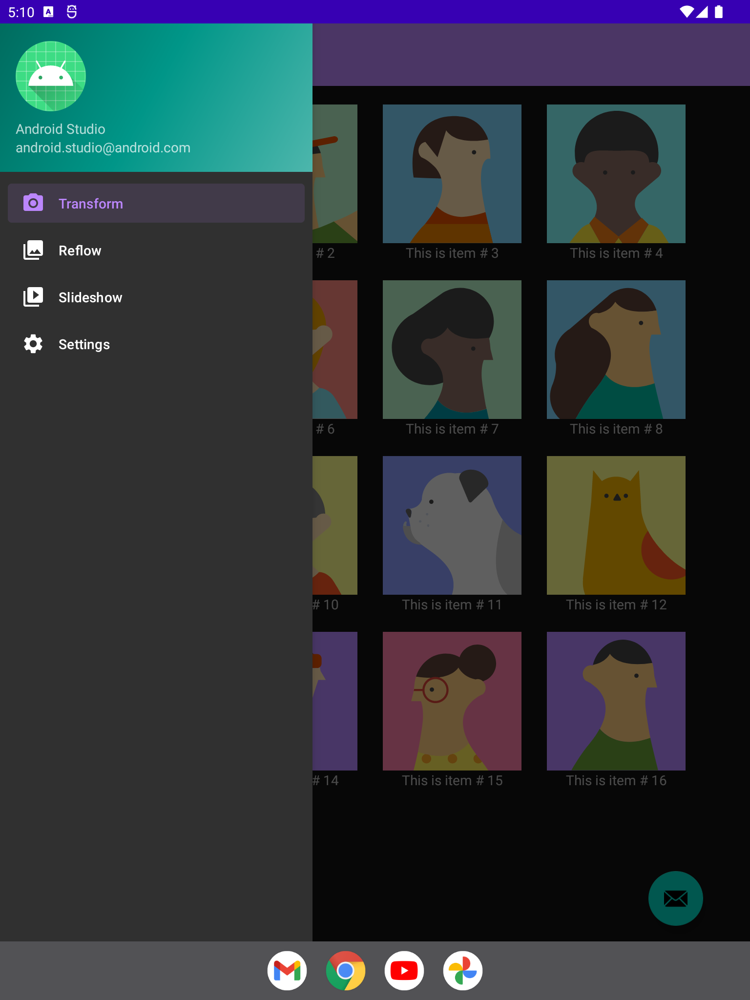 5:10
Android Studio
android.studio@android.com
Transform
Reflow
Slideshow
Settings
# 2
This is item # 3
This is item # 4
# 6
This is item # 7
This is item # 8
# 10
This is item # 11
This is item # 12
# 14
This is item # 15
This is item # 16